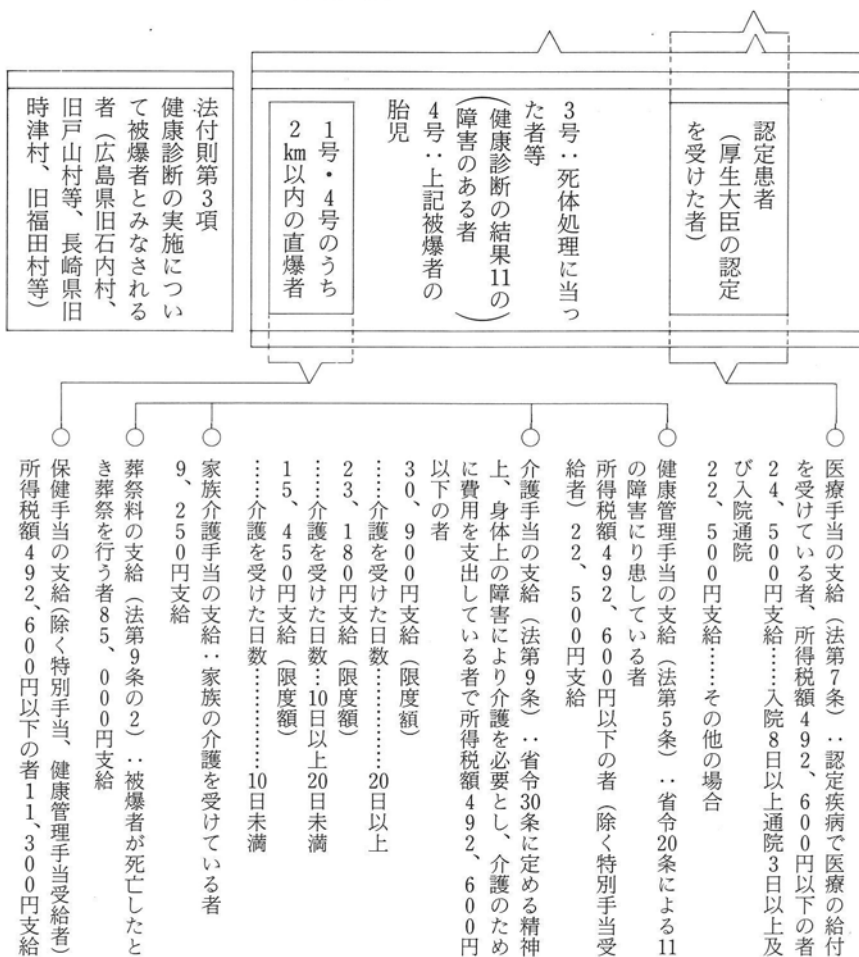 認定患者
（厚生大臣の認定
を受けた者）
3号‥死体処理に当っ
た者等
（健康診断の結果11の
障害のある者）
4号‥上記被爆者の
胎児
1号・4号のうち
2km以内の直爆者
法付則第3項
健康診断の実施につい
て被爆者とみなされる
者（広島県旧石内村、
旧戸山村等、長崎県旧
時津村、旧福田村等）
○医療手当の支給（法第7条）‥認定疾病で医療の給付
を受けている者、所得税額492、600円以下の者
24、500円支給……入院8日以上通院3日以上及
び入院通院
22、500円支給……その他の場合
○健康管理手当の支給（法第5条）‥省令20条による11
の障害にり患している者
所得税額492、600円以下の者（除く特別手当受
給者）22、500円支給
○介護手当の支給（法第9条）‥省令30条に定める精神
上、身体上の障害により介護を必要とし、介護のため
に費用を支出している者で所得税額492、600円
以下の者
30、900円支給（限度額）
……介護を受けた日数……………20日以上
23、180円支給（限度額）
……介護を受けた日数…10日以上20日未満
15、450円支給（限度額）
……介護を受けた日数……………10日未満
○家族介護手当の支給‥家族の介護を受けている者
9、250円支給
○葬祭料の支給（法第9条の2）‥被爆者が死亡したと
き葬祭を行う者85、000円支給
○保健手当の支給（除く特別手当、健康管理手当受給者）
所得税額492、600円以下の者11、300円支給